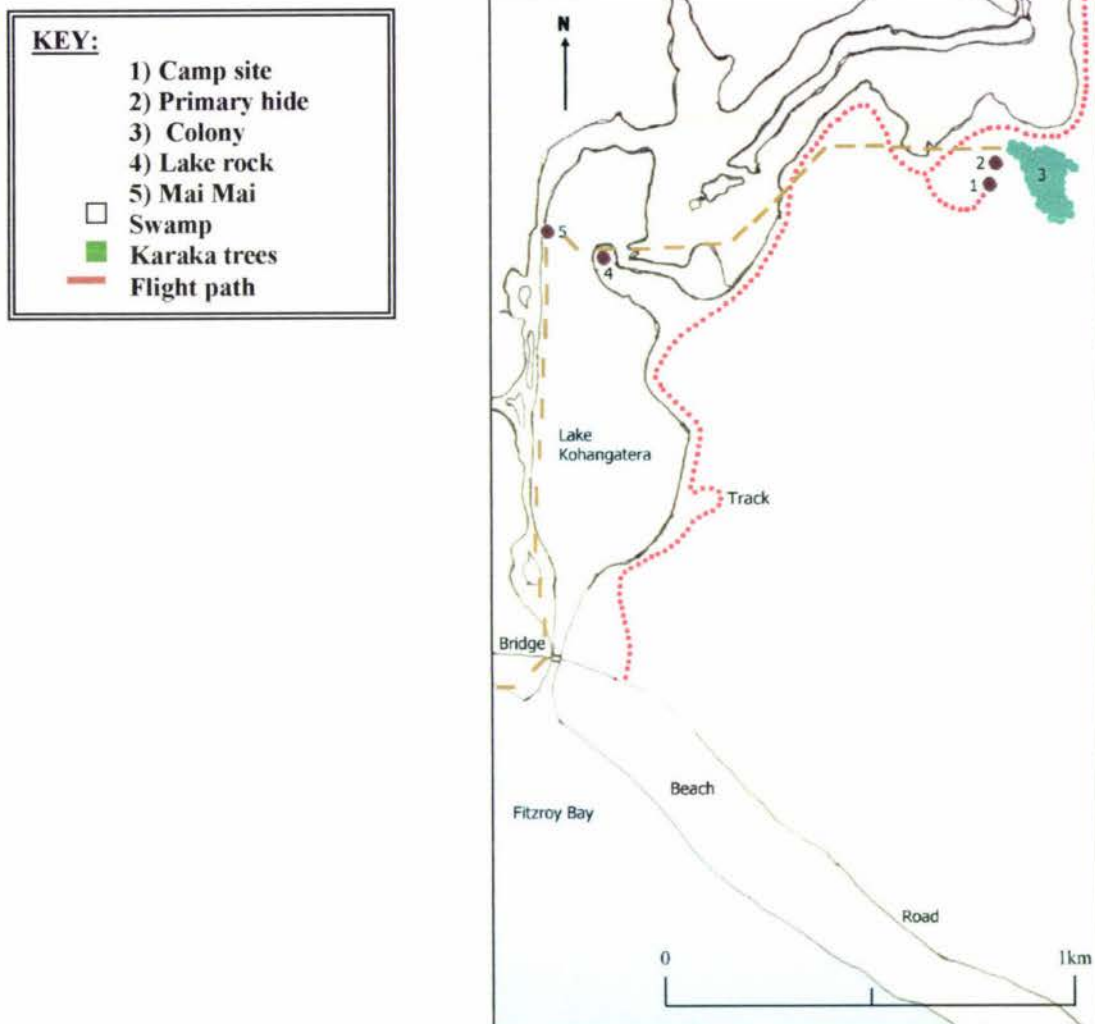 KEY:
1) Camp site
2) Primary hide
3) Colony
4) Lake rock
5) Mai Mai
Swamp
Karaka trees
Flight path
N
2
1
3
5
4
Lake
Kohangatera
Track
Bridge
Beach
Fitzroy Bay
Road
0
1km